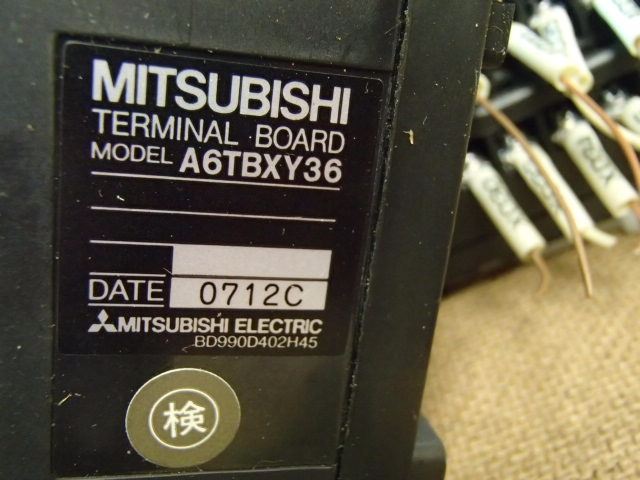 MITSUBISHI
TERMINAL BOARD
MODEL A6TBXY36
DATE 0712C
MITSUBISHI ELECTRIC
BD990D402H45
検